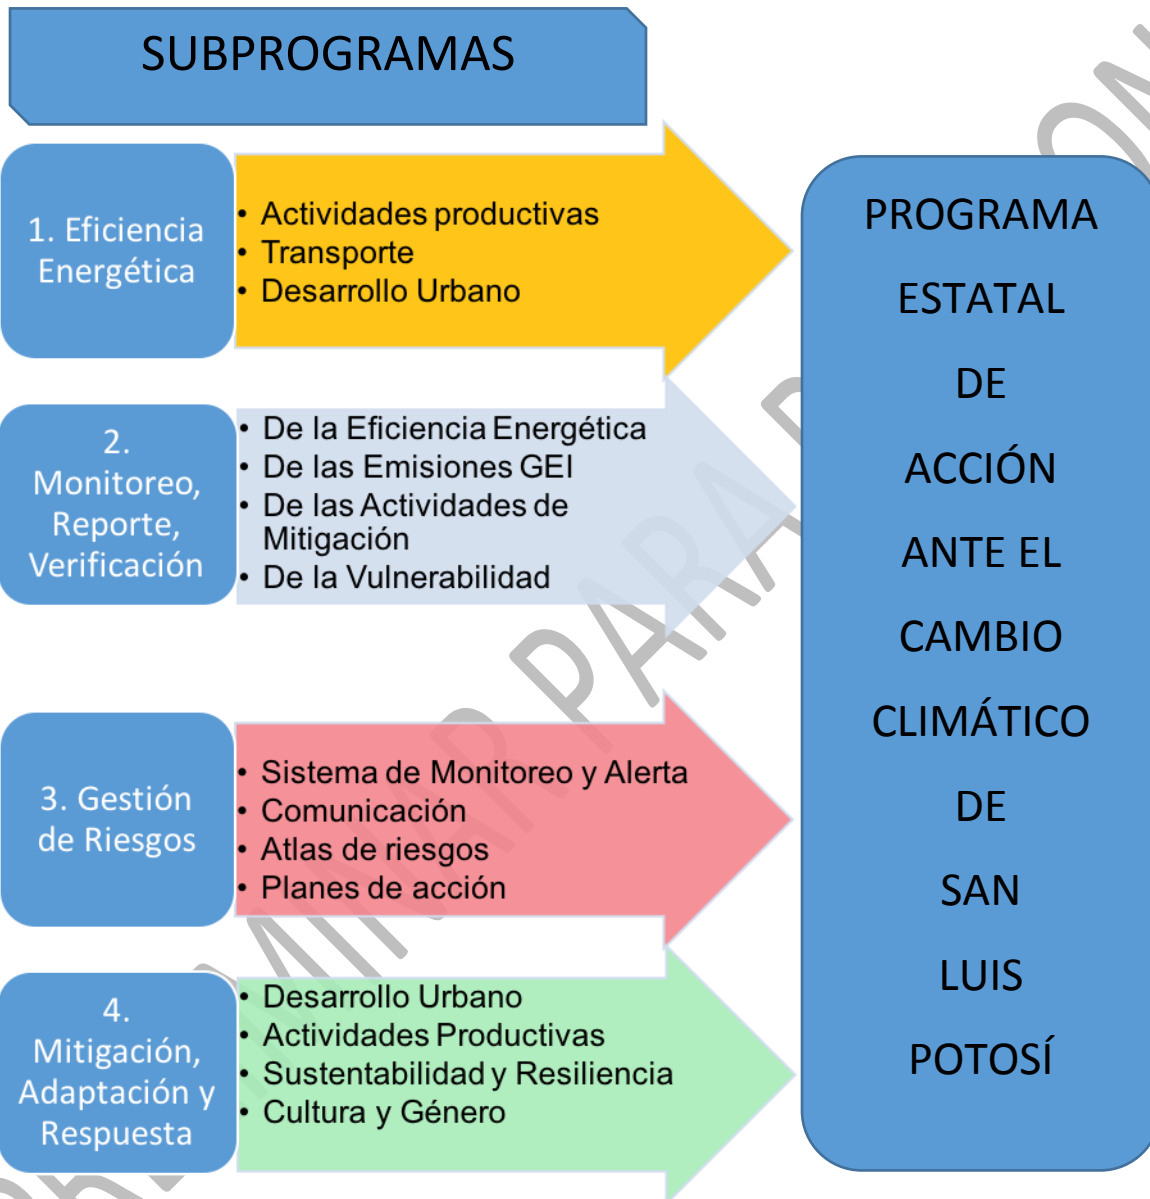 SUBPROGRAMAS
1. Eficiencia
Energética
• Actividades productivas
• Transporte
• Desarrollo Urbano
2.
Monitoreo,
Reporte,
Verificación
• De la Eficiencia Energética
• De las Emisiones GEI
• De las Actividades de
Mitigación
• De la Vulnerabilidad
3. Gestión
de Riesgos
• Sistema de Monitoreo y Alerta
• Comunicación
• Atlas de riesgos
• Planes de acción
4.
Mitigación,
Adaptación y
Respuesta
• Desarrollo Urbano
• Actividades Productivas
• Sustentabilidad y Resiliencia
• Cultura y Género
PROGRAMA
ESTATAL
DE
ACCIÓN
ANTE EL
CAMBIO
CLIMÁTICO
DE
SAN
LUIS
POTOSÍ
PARA